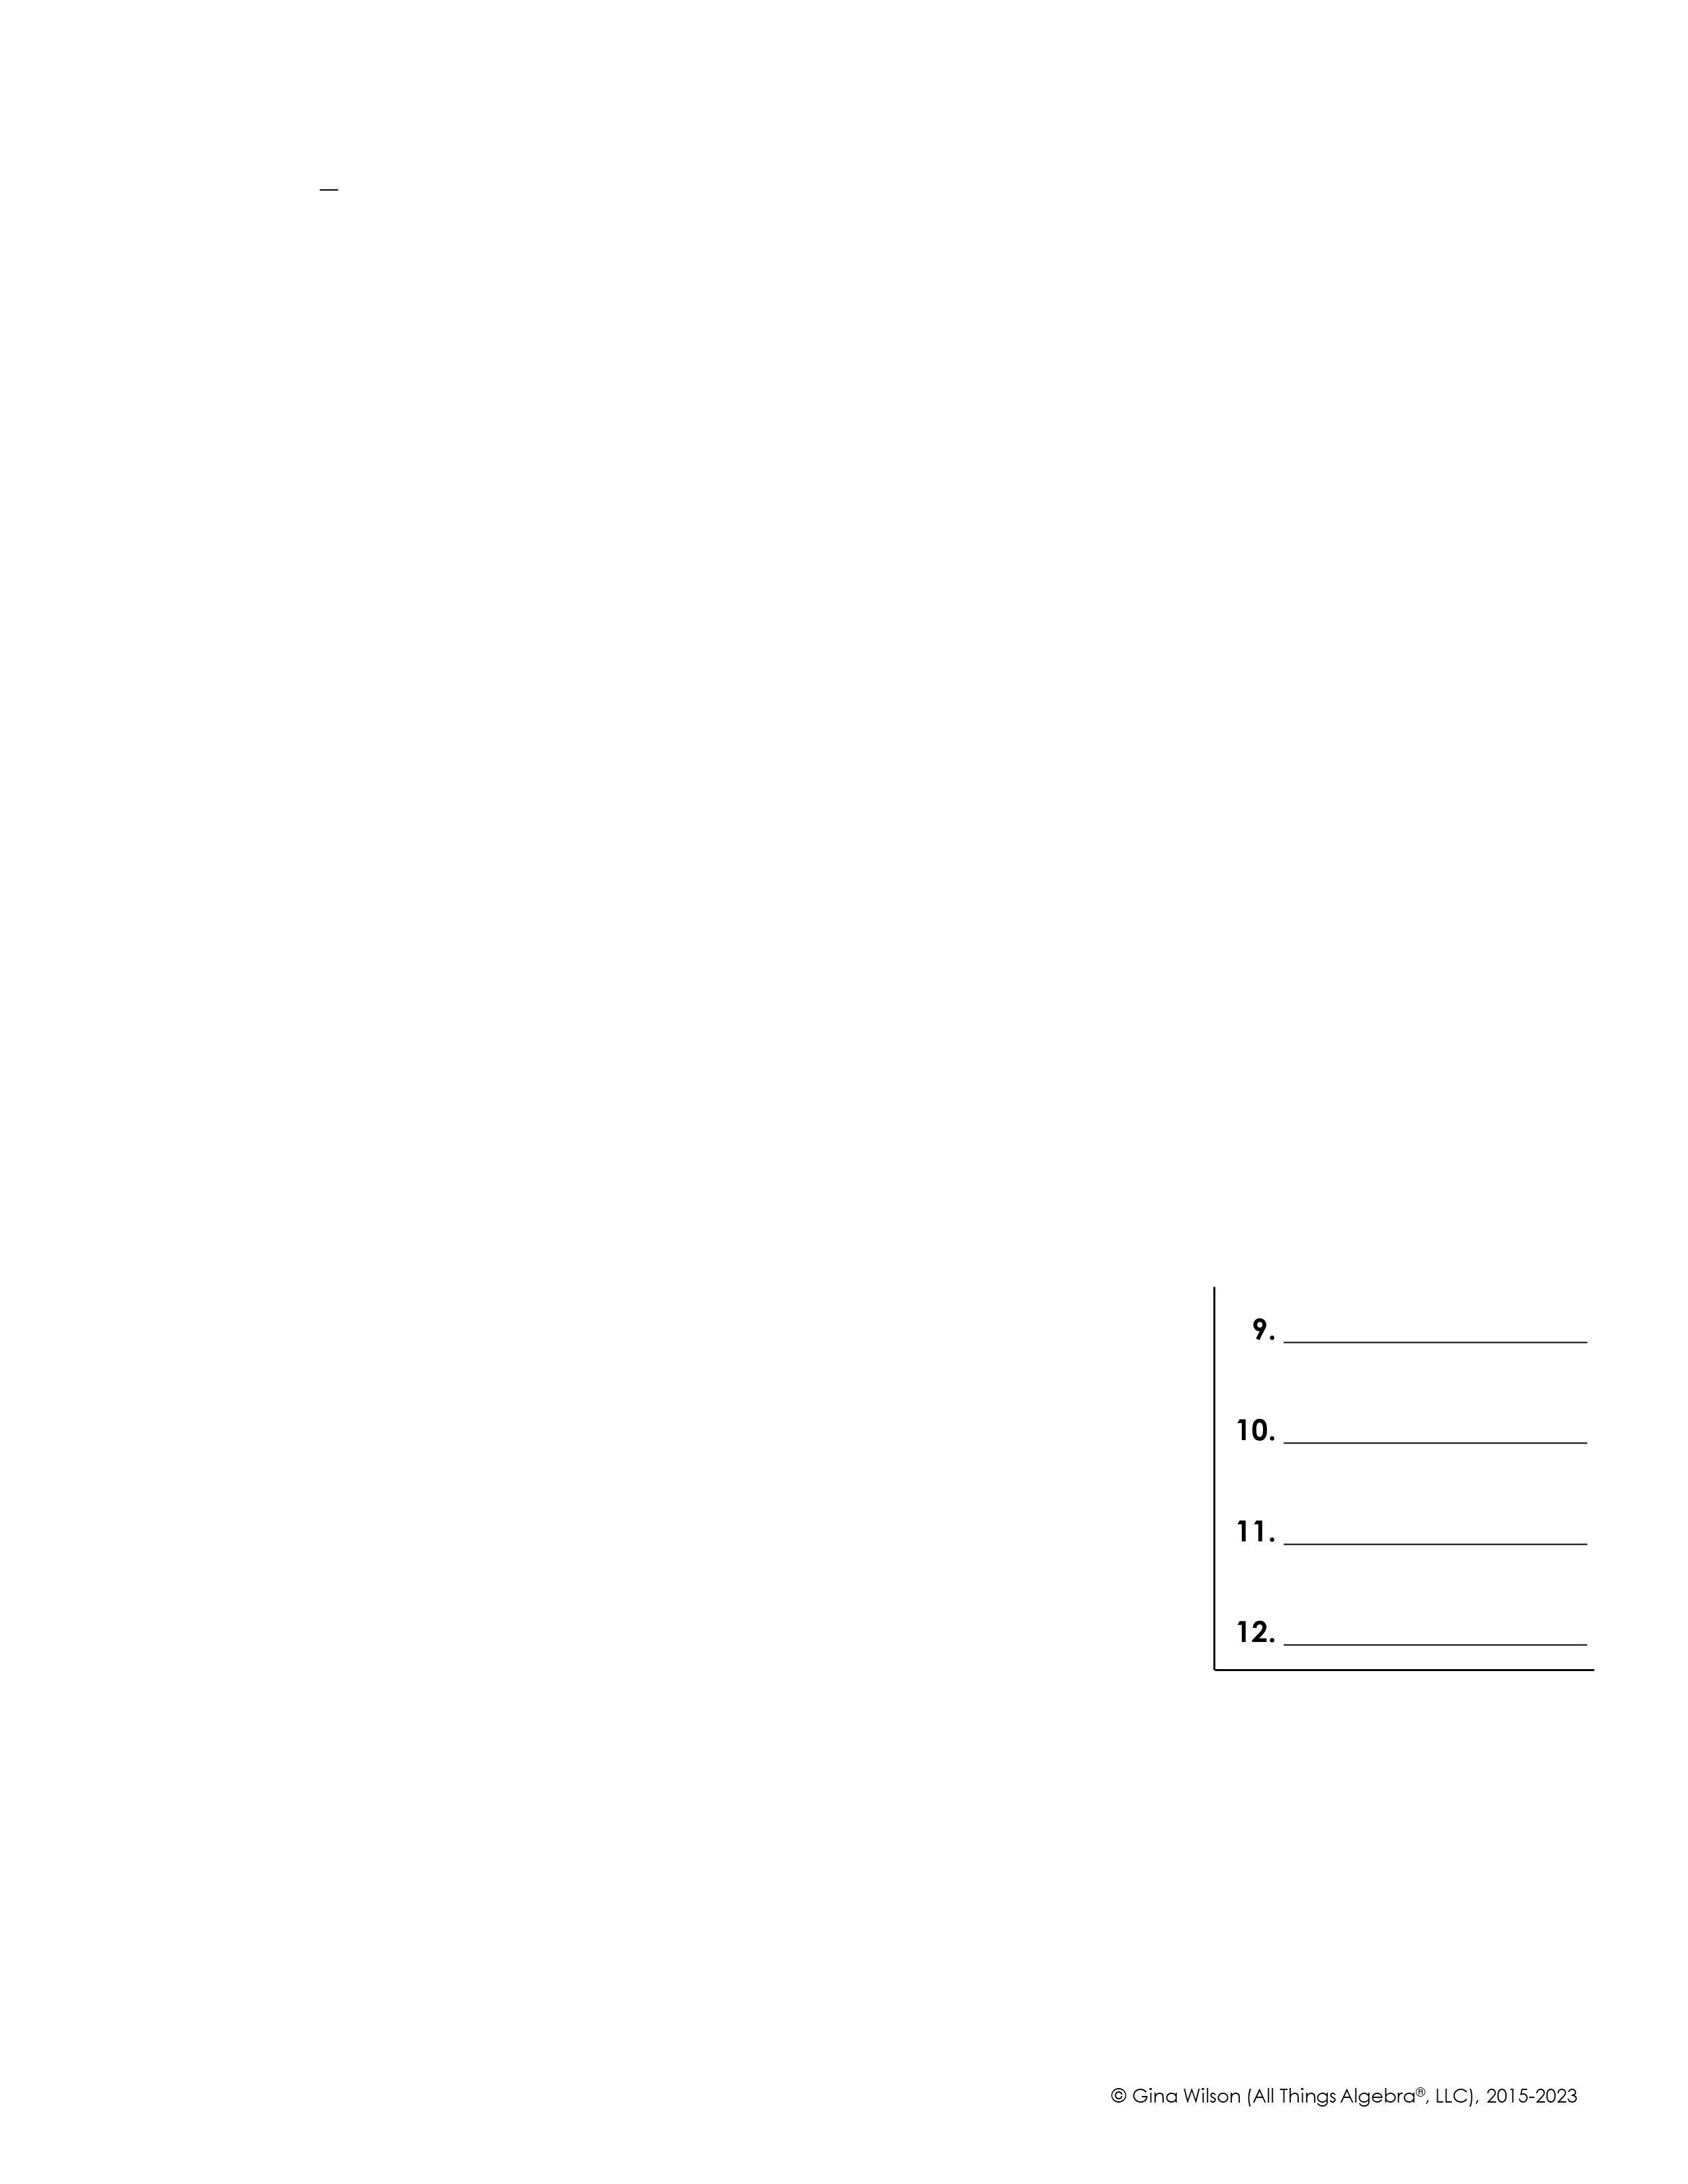 9.
10.
11.
12.
© Gina Wilson (All Things Algebra®, LLC), 2015-2023